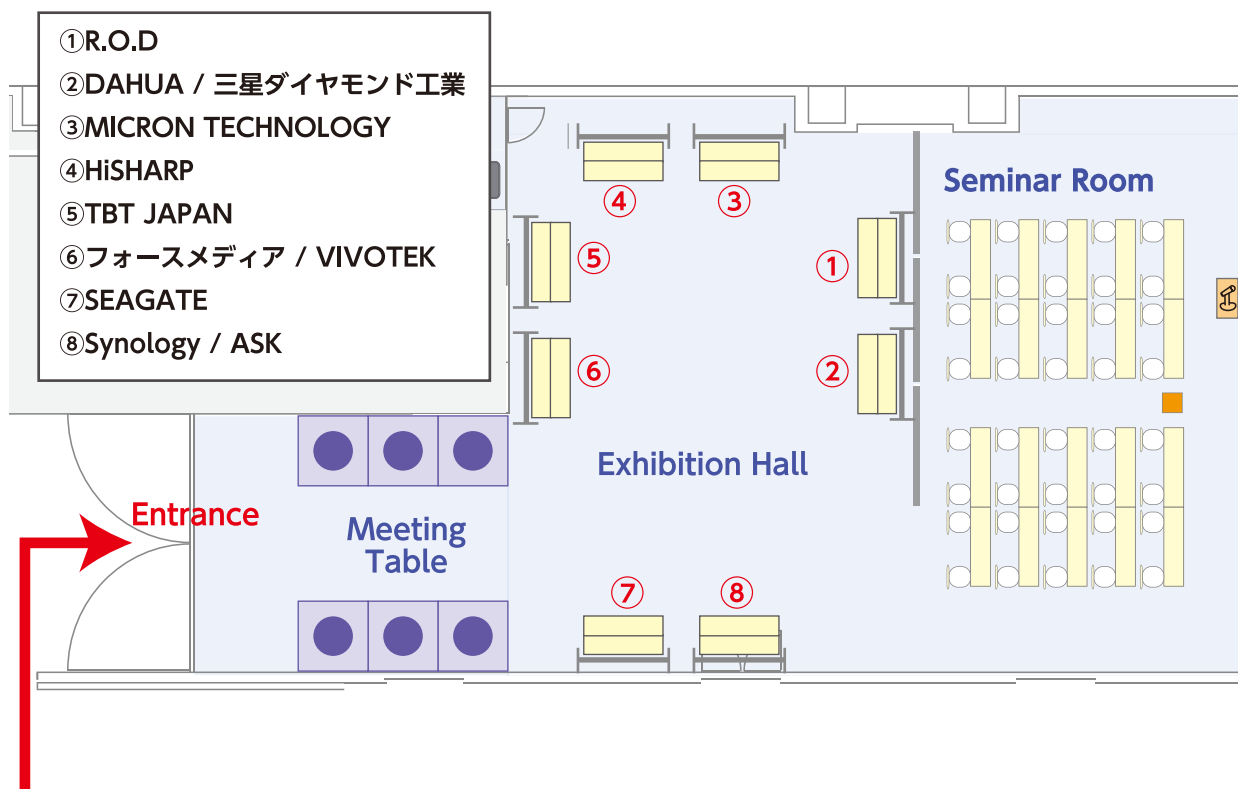 ①R.O.D
②DAHUA / 三星ダイヤモンド工業
③MICRON TECHNOLOGY
④HiSHARP
⑤TBT JAPAN
⑥フォースメディア / VIVOTEK
⑦SEAGATE
⑧Synology / ASK
Seminar Room
④
③
⑤
①
⑥
②
Exhibition Hall
Entrance
Meeting
Table
⑦
⑧